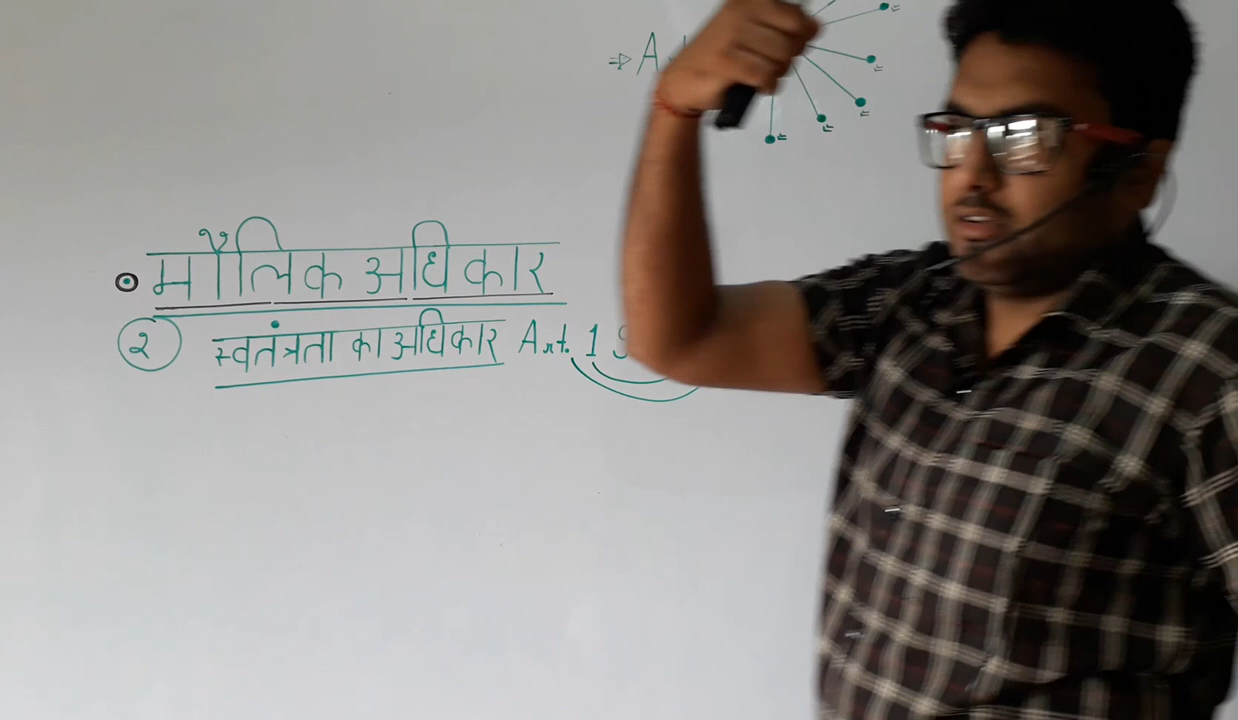 ⇒ A
मौलिक अधिकार
२ स्वतंत्रता का अधिकार Art. 19